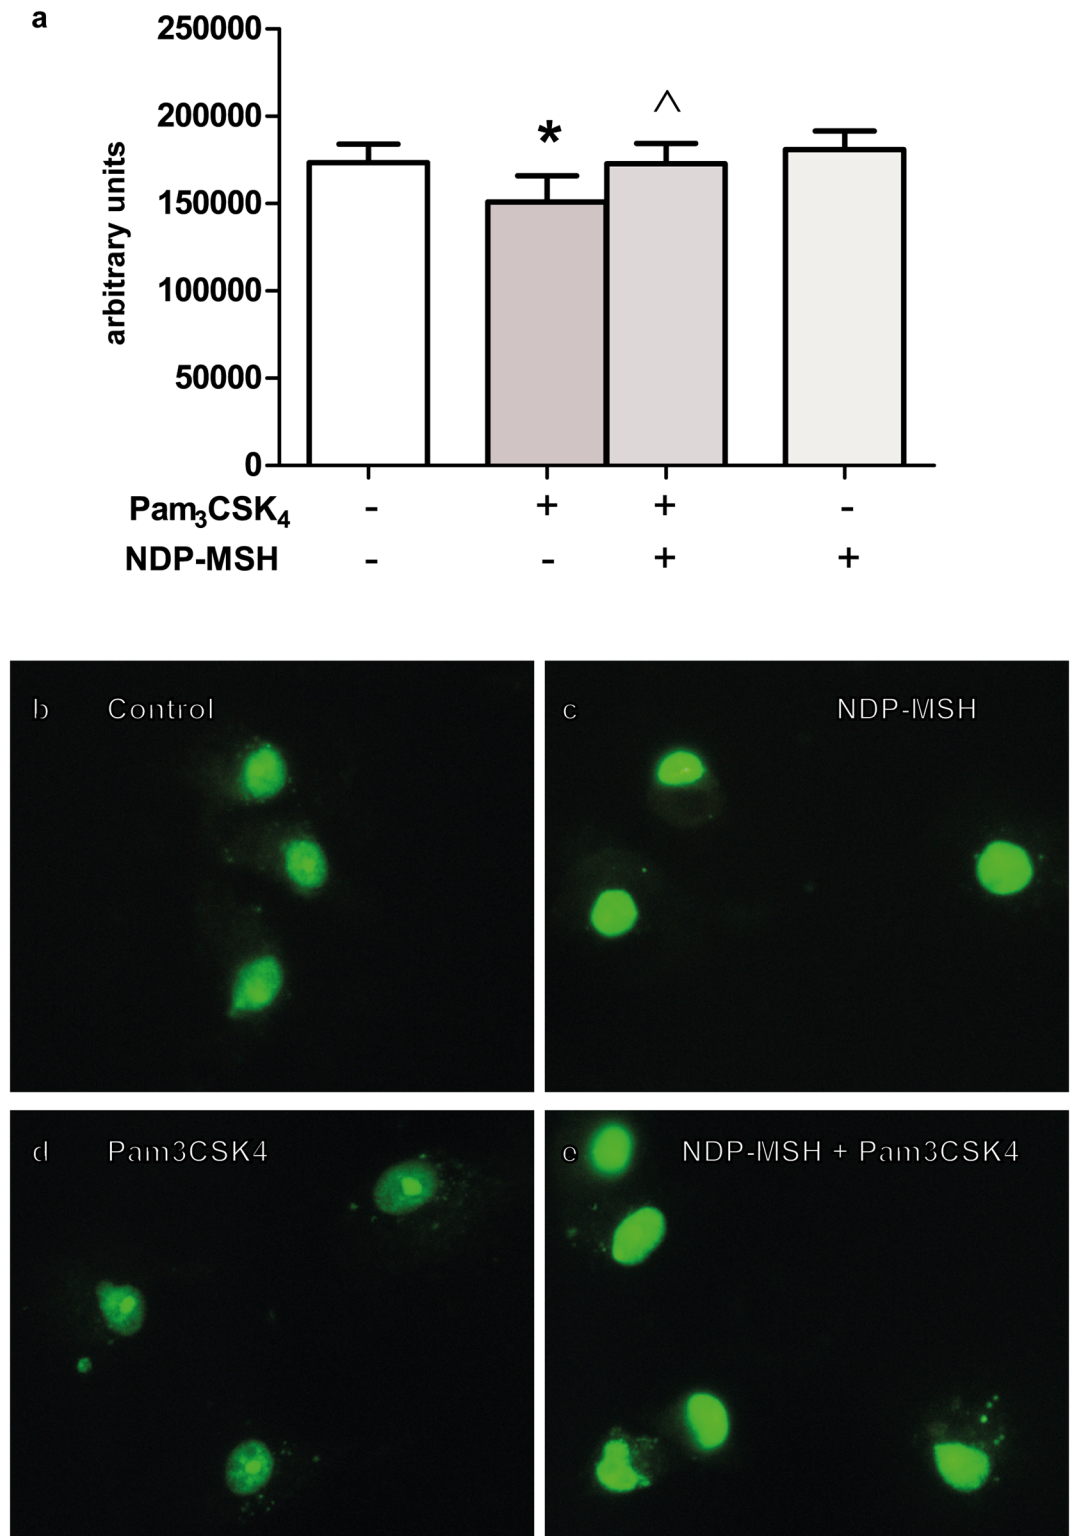 a
250000
200000
150000
100000
50000
0
arbitrary units
*
^
Pam3CSK4 - + + -
NDP-MSH - - + +
b Control
c NDP-MSH
d Pam3CSK4
e NDP-MSH + Pam3CSK4